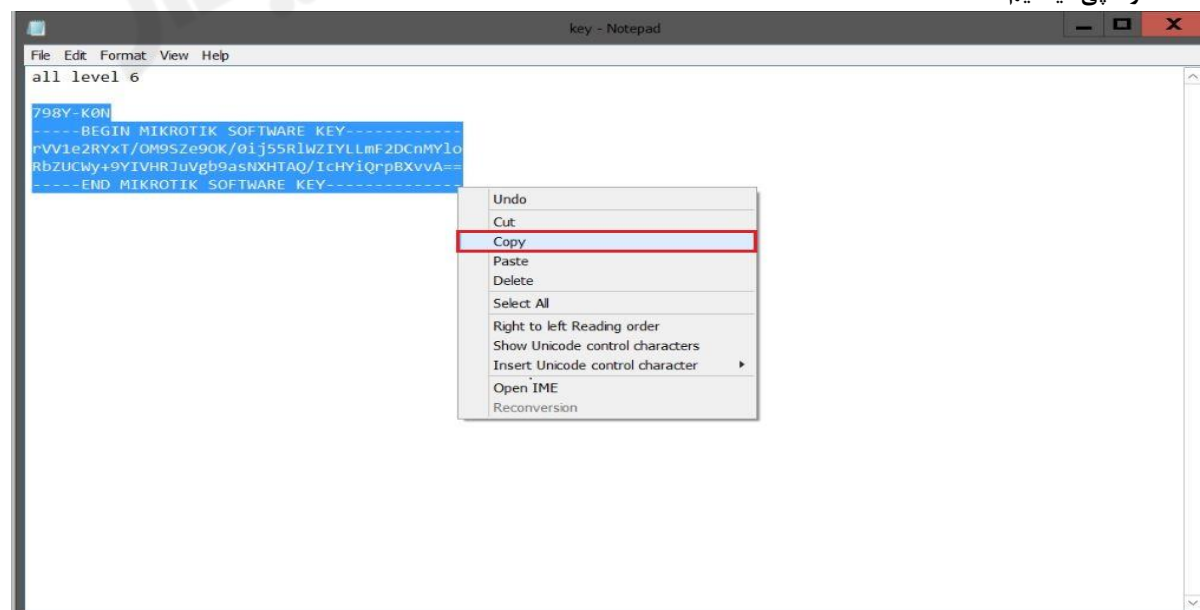 key - Notepad
File Edit Format View Help
all level 6
798Y-K0N
-----BEGIN MIKROTIK SOFTWARE KEY------------
rVV1e2RYxT/OM9SZe9OK/0ij55RlWZIYLLmF2DCnMYlo
RbZUCWy+9YIVHRJuVgb9asNXHTAQ/IcHYiQrpBXvvA==
-----END MIKROTIK SOFTWARE KEY--------------
Undo
Cut
Copy
Paste
Delete
Select All
Right to left Reading order
Show Unicode control characters
Insert Unicode control character
Open IME
Reconversion